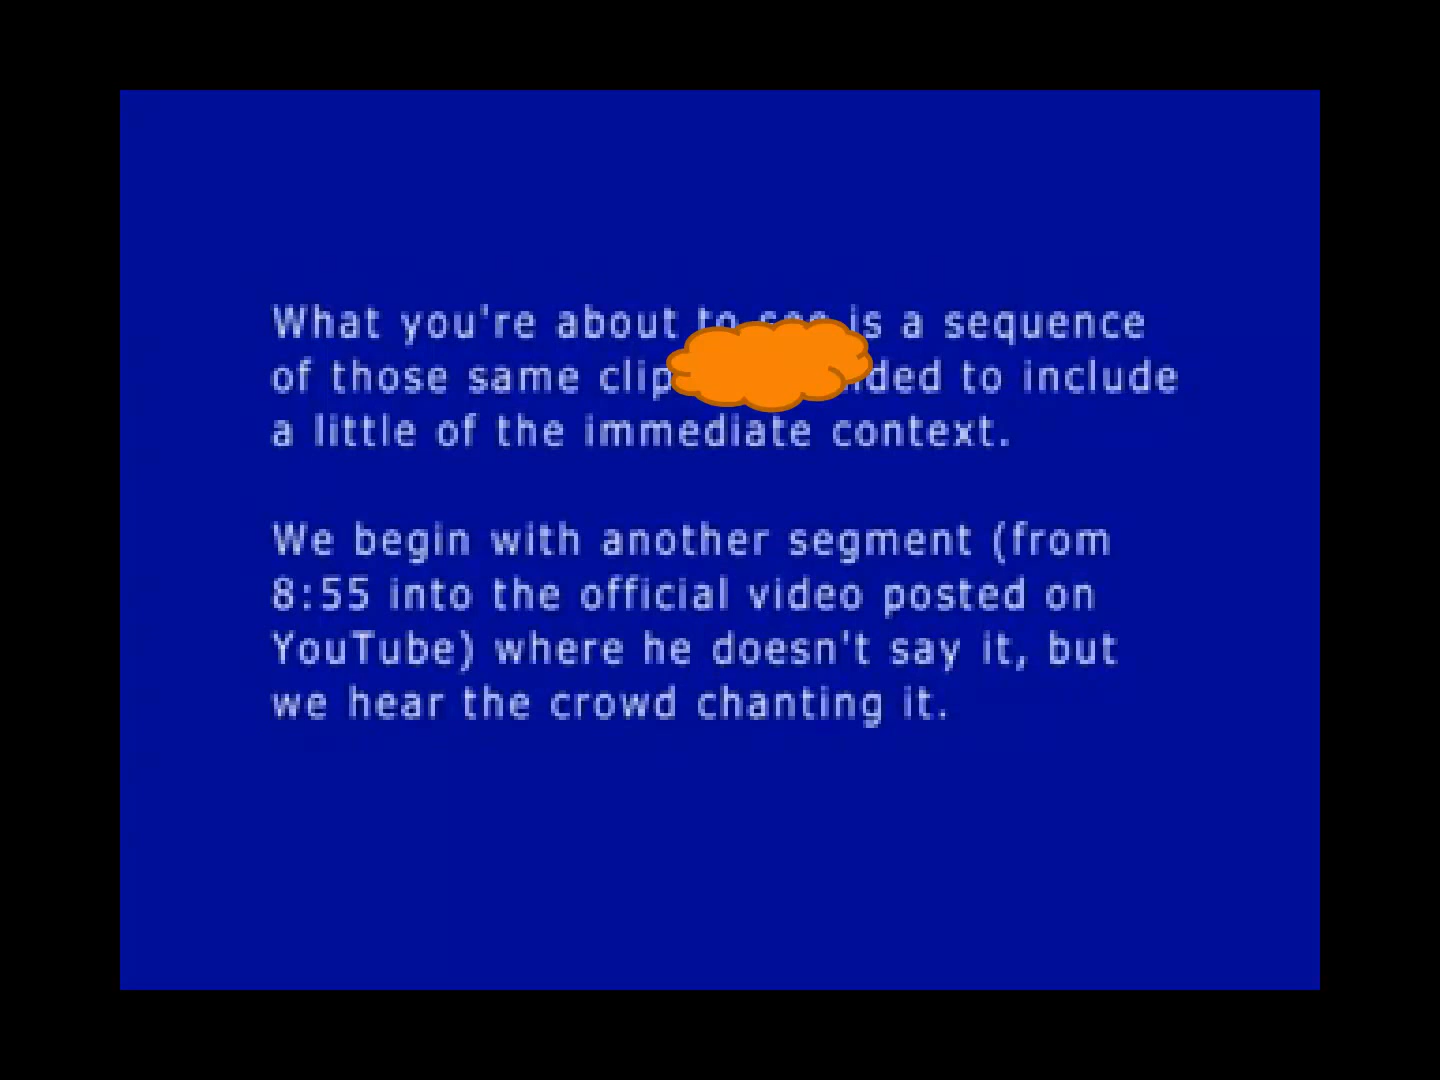 What you're about to see is a sequence
of those same to include
a little of the immediate context.
We begin with another segment (from
8:55 into the official video posted on
YouTube) where he doesn't say it, but
we hear the crowd chanting it.